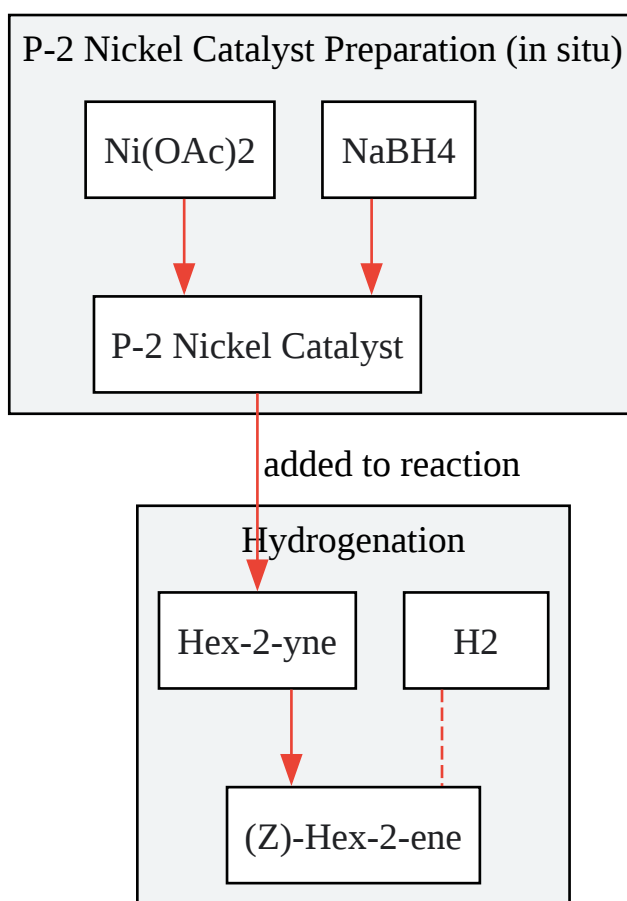 P-2 Nickel Catalyst Preparation (in situ)
Ni(OAc)2
NaBH4
P-2 Nickel Catalyst
added to reaction
Hydrogenation
Hex-2-yne
H2
(Z)-Hex-2-ene